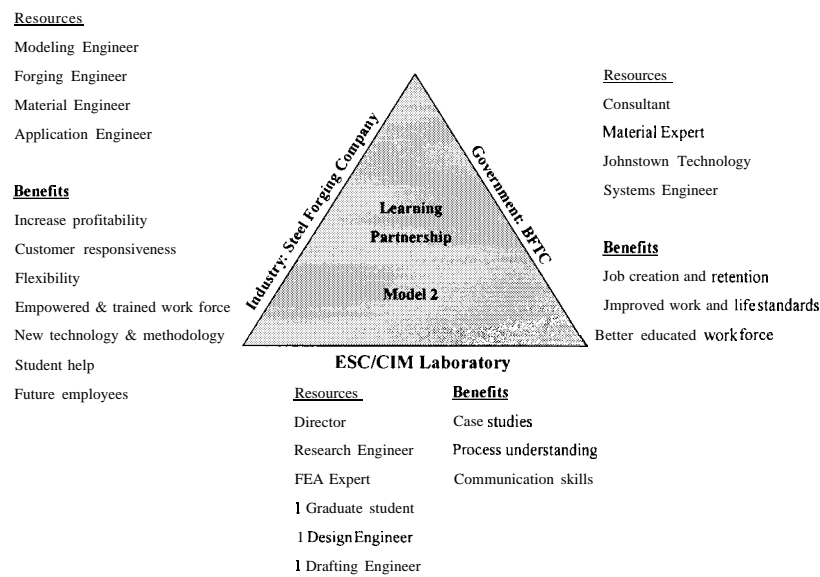 Resources
Modeling Engineer
Forging Engineer
Material Engineer
Application Engineer
Benefits
Increase profitability
Customer responsiveness
Flexibility
Empowered & trained work force
New technology & methodology
Student help
Future employees
Industry: Steel Forging Company
Learning
Partnership
Model 2
Government: BFTC
Resources
Consultant
Material Expert
Johnstown Technology
Systems Engineer
Benefits
Job creation and retention
Jmproved work and life standards
Better educated work force
ESC/CIM Laboratory
Resources
Director
Research Engineer
FEA Expert
1 Graduate student
1 Design Engineer
1 Drafting Engineer
Benefits
Case studies
Process understanding
Communication skills